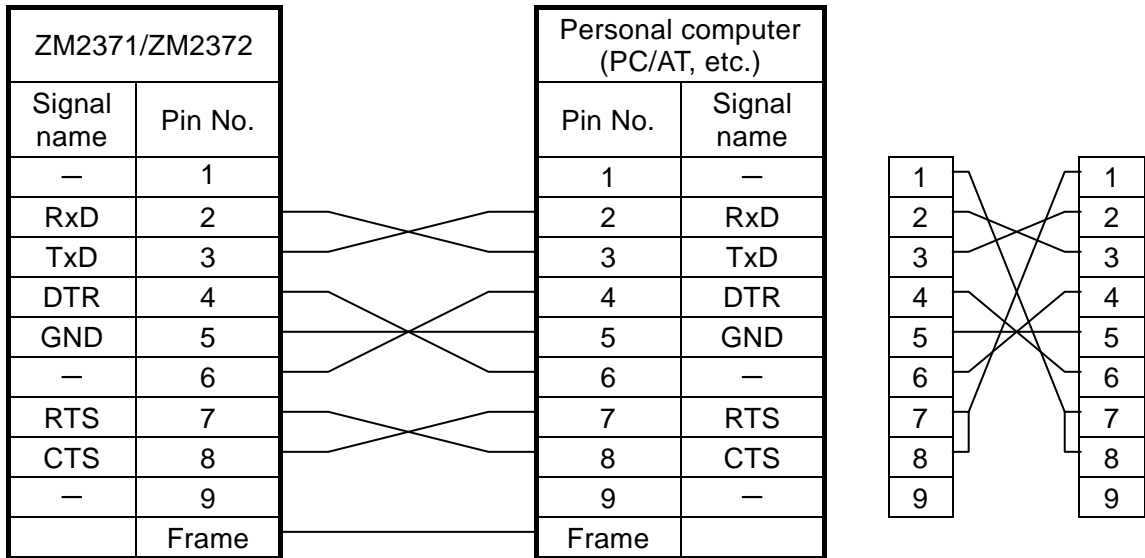 ZM2371/ZM2372
Signal name Pin No.
— 1
RxD 2
TxD 3
DTR 4
GND 5
— 6
RTS 7
CTS 8
— 9
Frame
Personal computer
(PC/AT, etc.)
Pin No. Signal name
1 —
2 RxD
3 TxD
4 DTR
5 GND
6 —
7 RTS
8 CTS
9 —
Frame
1 1
2 2
3 3
4 4
5 5
6 6
7 7
8 8
9 9